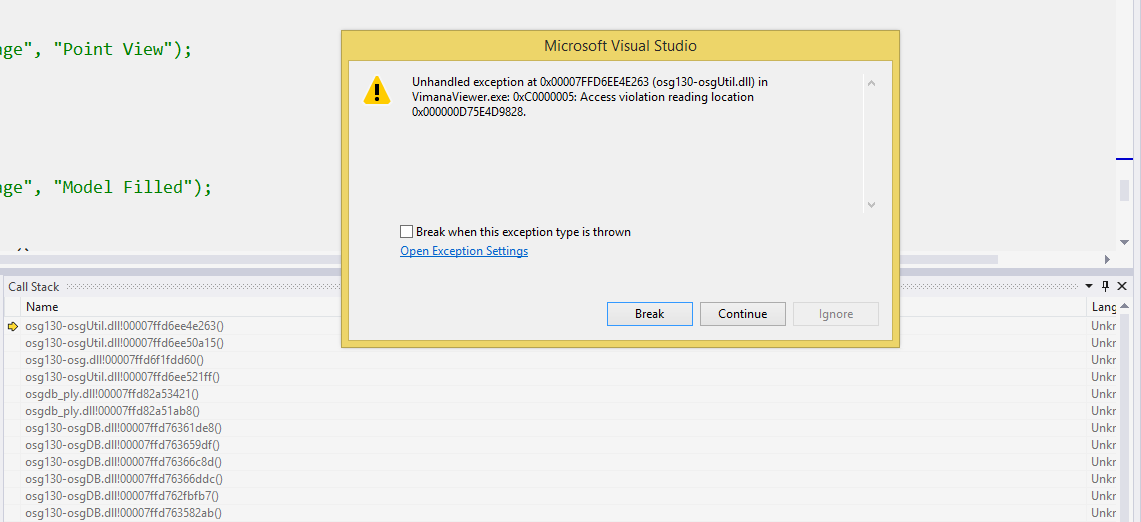 age", "Point View");
Microsoft Visual Studio
Unhandled exception at 0x00007FFD6EE4E263 (osg130-osgUtil.dll) in
VimanaViewer.exe: 0xC0000005: Access violation reading location
0x000000D75E4D9828.
age", "Model Filled");
Break when this exception type is thrown
Open Exception Settings
Break Continue Ignore
Call Stack
Name Lang
osg130-osgUtil.dll!00007ffd6ee4e263() Unkr
osg130-osgUtil.dll!00007ffd6ee50a15() Unkr
osg130-osg.dll!00007ffd6f1fdd60() Unkr
osg130-osgUtil.dll!00007ffd6ee521ff() Unkr
osgdb_ply.dll!00007ffd82a53421() Unkr
osgdb_ply.dll!00007ffd82a51ab8() Unkr
osg130-osgDB.dll!00007ffd76361de8() Unkr
osg130-osgDB.dll!00007ffd763659df() Unkr
osg130-osgDB.dll!00007ffd76366c8d() Unkr
osg130-osgDB.dll!00007ffd76366ddc() Unkr
osg130-osgDB.dll!00007ffd762fbfb7() Unkr
osg130-osgDB.dll!00007ffd763582ab() Unkr